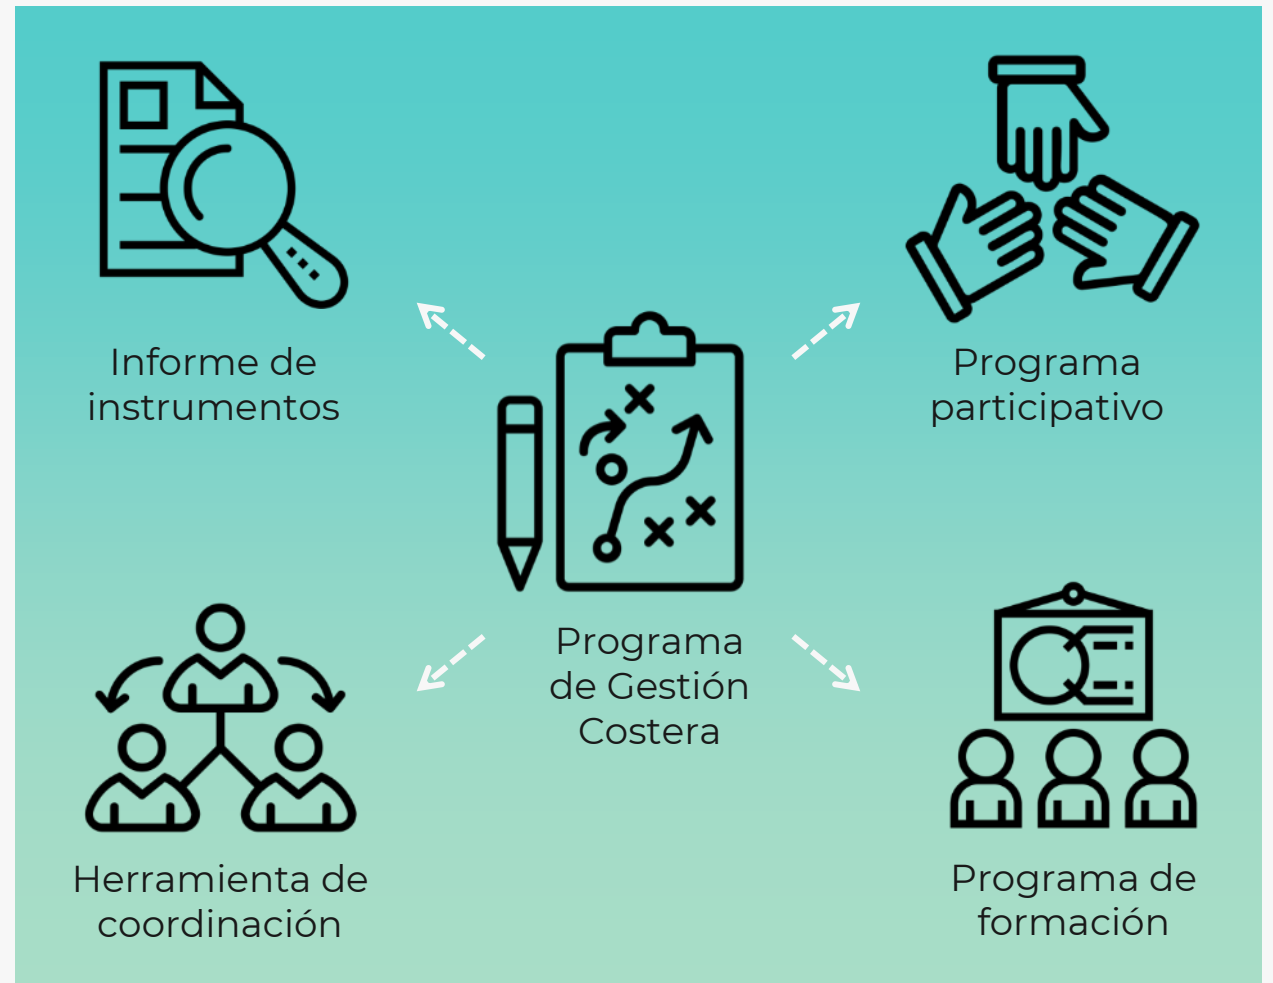 Informe de
instrumentos
Programa
participativo
Programa
de Gestión
Costera
Herramienta de
coordinación
Programa de
formación